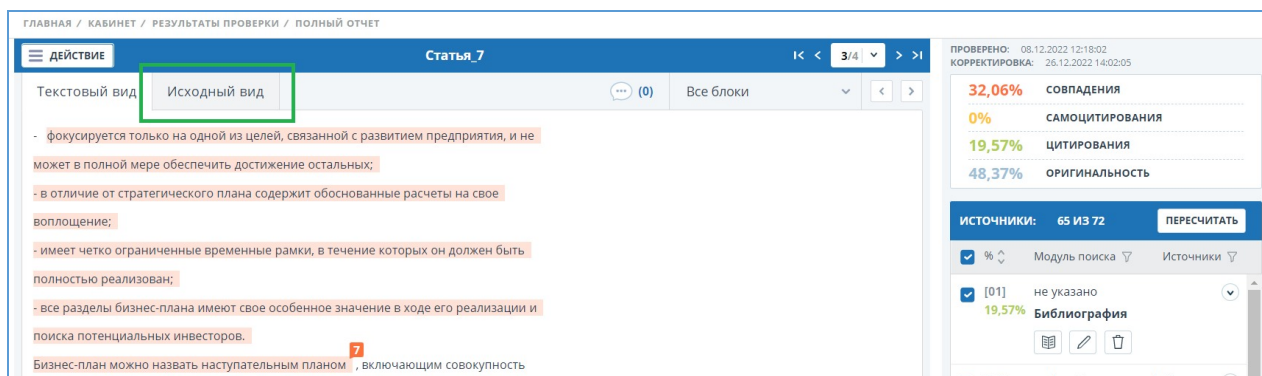 ГЛАВНАЯ / КАБИНЕТ / РЕЗУЛЬТАТЫ ПРОВЕРКИ / ПОЛНЫЙ ОТЧЕТ
ДЕЙСТВИЕ
Статья_7
3/4
Текстовый вид
Исходный вид
(0)
Все блоки
- фокусируется только на одной из целей, связанной с развитием предприятия, и не
может в полной мере обеспечить достижение остальных;
- в отличие от стратегического плана содержит обоснованные расчеты на свое
воплощение;
- имеет четко ограниченные временные рамки, в течение которых он должен быть
полностью реализован;
- все разделы бизнес-плана имеют свое особенное значение в ходе его реализации и
поиска потенциальных инвесторов.
7
Бизнес-план можно назвать наступательным планом , включающим совокупность
ПРОВЕРЕНО: 08.12.2022 12:18:02
КОРРЕКТИРОВКА: 26.12.2022 14:02:05
32,06% СОВПАДЕНИЯ
0% САМОЦИТИРОВАНИЯ
19,57% ЦИТИРОВАНИЯ
48,37% ОРИГИНАЛЬНОСТЬ
ИСТОЧНИКИ: 65 ИЗ 72 ПЕРЕСЧИТАТЬ
% Модуль поиска Источники
[01] не указано
19,57% Библиография